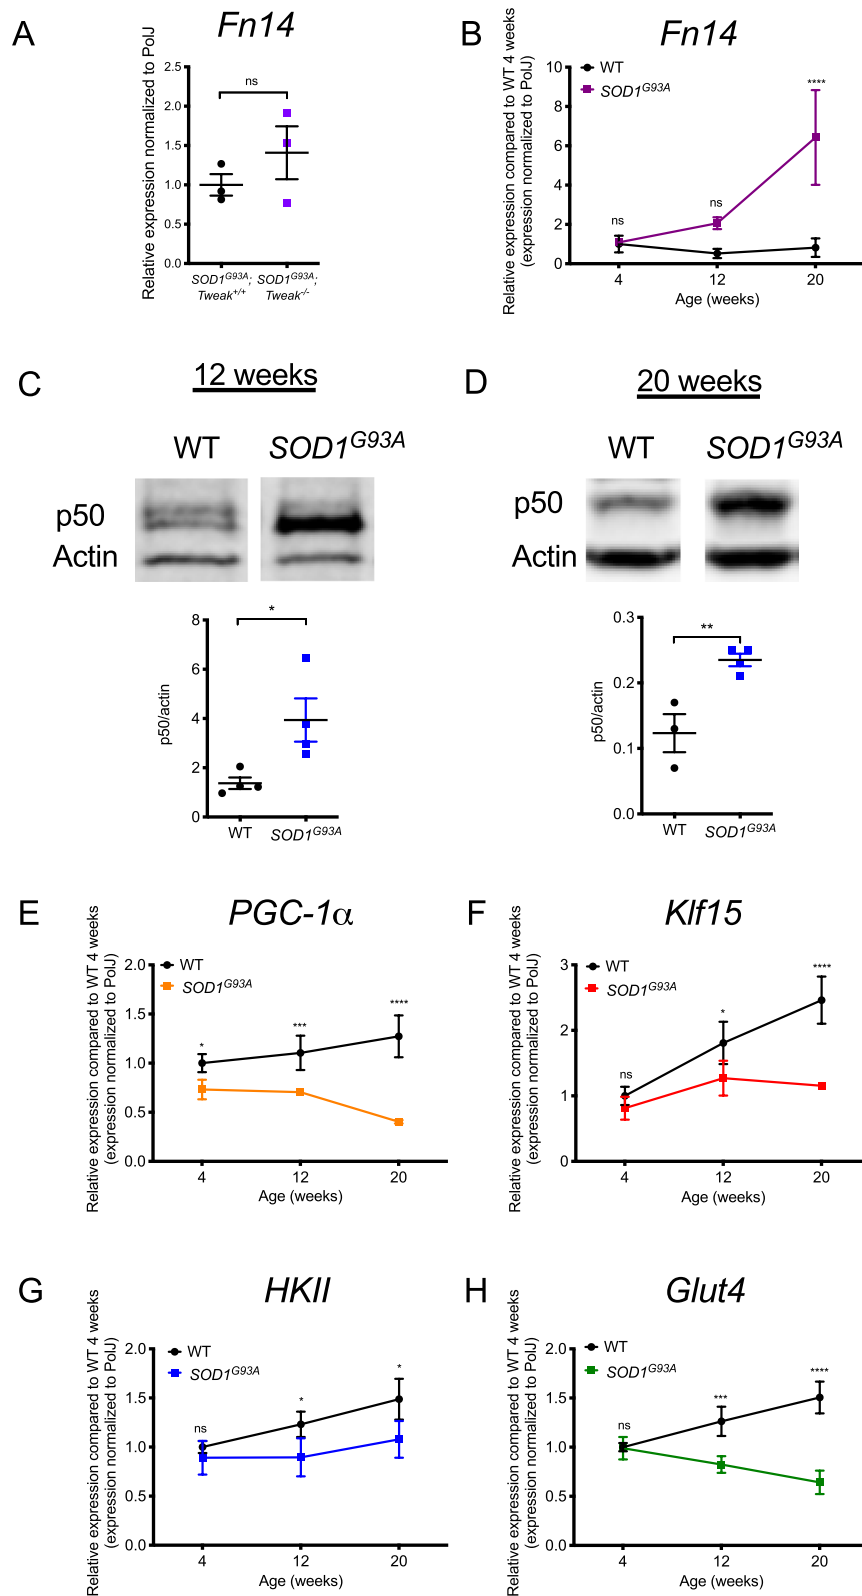 A
Fn14
Relative expression normalized to PolJ
2.5
2.0
1.5
1.0
0.5
0.0
ns
SOD1G93A; SOD1G93A;
Tweak+/+ Tweak-/-
B
Fn14
Relative expression compared to WT 4 weeks
(expression normalized to PolJ)
WT
SOD1G93A
10
8
6
4
2
0
ns
ns
****
4 12 20
Age (weeks)
C
12 weeks
WT SOD1G93A
p50
Actin
p50/actin
8
6
4
2
0
*
WT SOD1G93A
D
20 weeks
WT SOD1G93A
p50
Actin
p50/actin
0.3
0.2
0.1
0.0
**
WT SOD1G93A
E
PGC-1α
Relative expression compared to WT 4 weeks
(expression normalized to PolJ)
WT
SOD1G93A
2.0
1.5
1.0
0.5
0.0
*
***
****
4 12 20
Age (weeks)
F
Klf15
Relative expression compared to WT 4 weeks
(expression normalized to PolJ)
WT
SOD1G93A
3
2
1
0
ns
*
****
4 12 20
Age (weeks)
G
HKII
Relative expression compared to WT 4 weeks
(expression normalized to PolJ)
WT
SOD1G93A
2.0
1.5
1.0
0.5
0.0
ns
*
*
4 12 20
Age (weeks)
H
Glut4
Relative expression compared to WT 4 weeks
(expression normalized to PolJ)
WT
SOD1G93A
2.0
1.5
1.0
0.5
0.0
ns
***
****
4 12 20
Age (weeks)